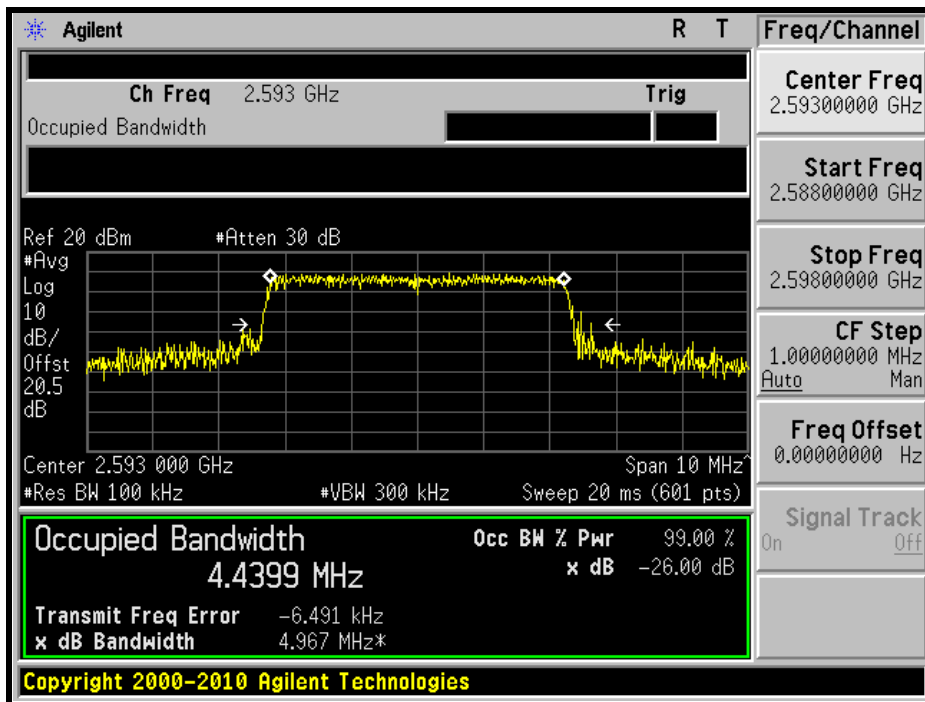 Agilent R T Freq/Channel
Ch Freq 2.593 GHz Trig
Occupied Bandwidth
Center Freq
2.59300000 GHz
Start Freq
2.58800000 GHz
Stop Freq
2.59800000 GHz
CF Step
1.00000000 MHz
Auto Man
Freq Offset
0.00000000 Hz
Signal Track
On Off
Ref 20 dBm #Atten 30 dB
#Avg
Log
10
dB/
Offst
20.5
dB
Center 2.593 000 GHz Span 10 MHz^
#Res BW 100 kHz #VBW 300 kHz Sweep 20 ms (601 pts)
Occupied Bandwidth
4.4399 MHz
Occ BW % Pwr 99.00 %
x dB -26.00 dB
Transmit Freq Error -6.491 kHz
x dB Bandwidth 4.967 MHz*
Copyright 2000-2010 Agilent Technologies